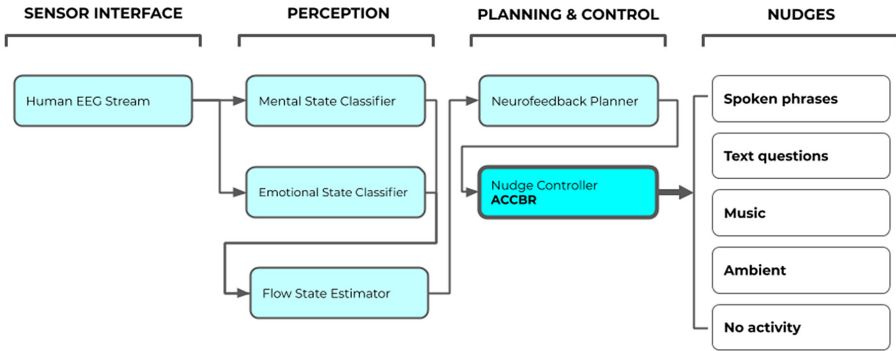 SENSOR INTERFACE
PERCEPTION
PLANNING & CONTROL
NUDGES
Human EEG Stream
Mental State Classifier
Emotional State Classifier
Flow State Estimator
Neurofeedback Planner
Nudge Controller
ACCBR
Spoken phrases
Text questions
Music
Ambient
No activity